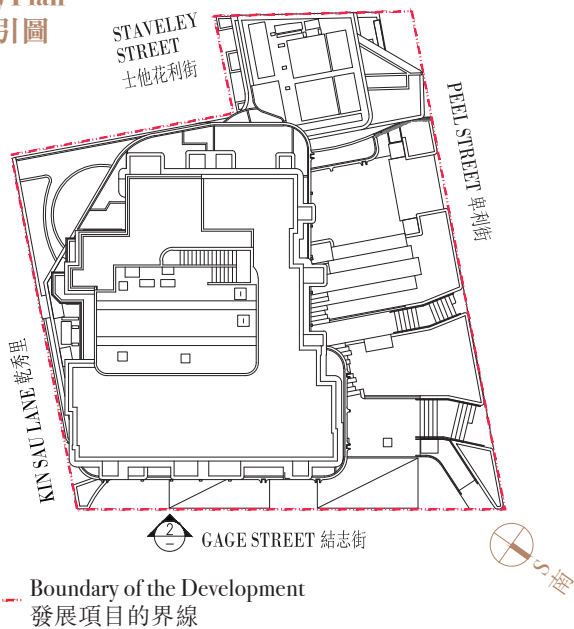 Plan
引圖
STAVELEY
STREET
士他花利街
PEEL STREET 卑利街
KIN SAU LANE 乾秀里
2
GAGE STREET 結志街
S 南
Boundary of the Development
發展項目的界線